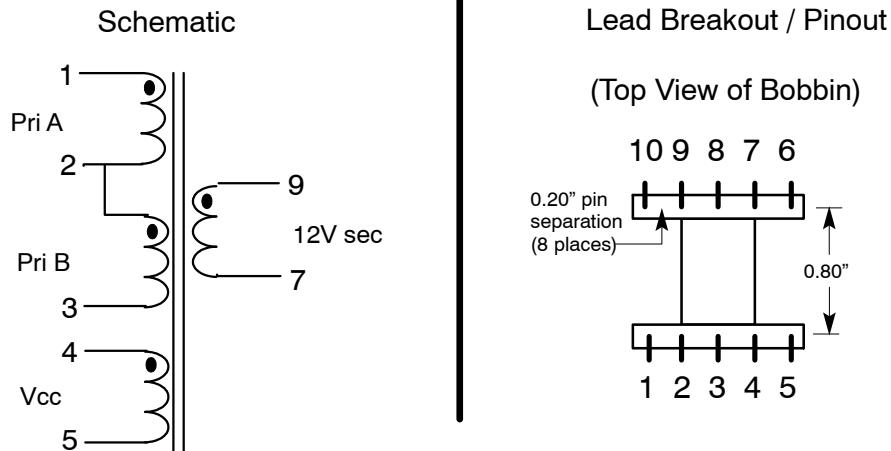 Schematic
1
Pri A
2
9
12V sec
7
Pri B
3
4
Vcc
5
Lead Breakout / Pinout
(Top View of Bobbin)
10 9 8 7 6
0.20” pin
separation
(8 places)
0.80”
1 2 3 4 5